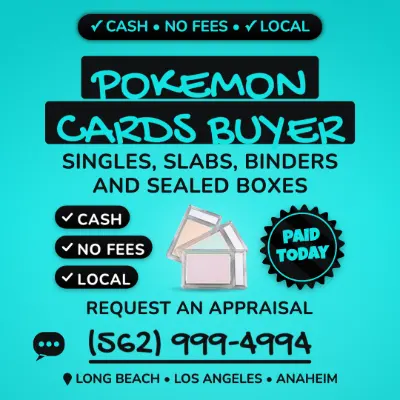 ✓ CASH • NO FEES • ✓ LOCAL
POKEMON
CARDS BUYER
SINGLES, SLABS, BINDERS
AND SEALED BOXES
✓ CASH
✓ NO FEES
✓ LOCAL
PAID
TODAY
REQUEST AN APPRAISAL
(562) 999-4994
LONG BEACH • LOS ANGELES • ANAHEIM